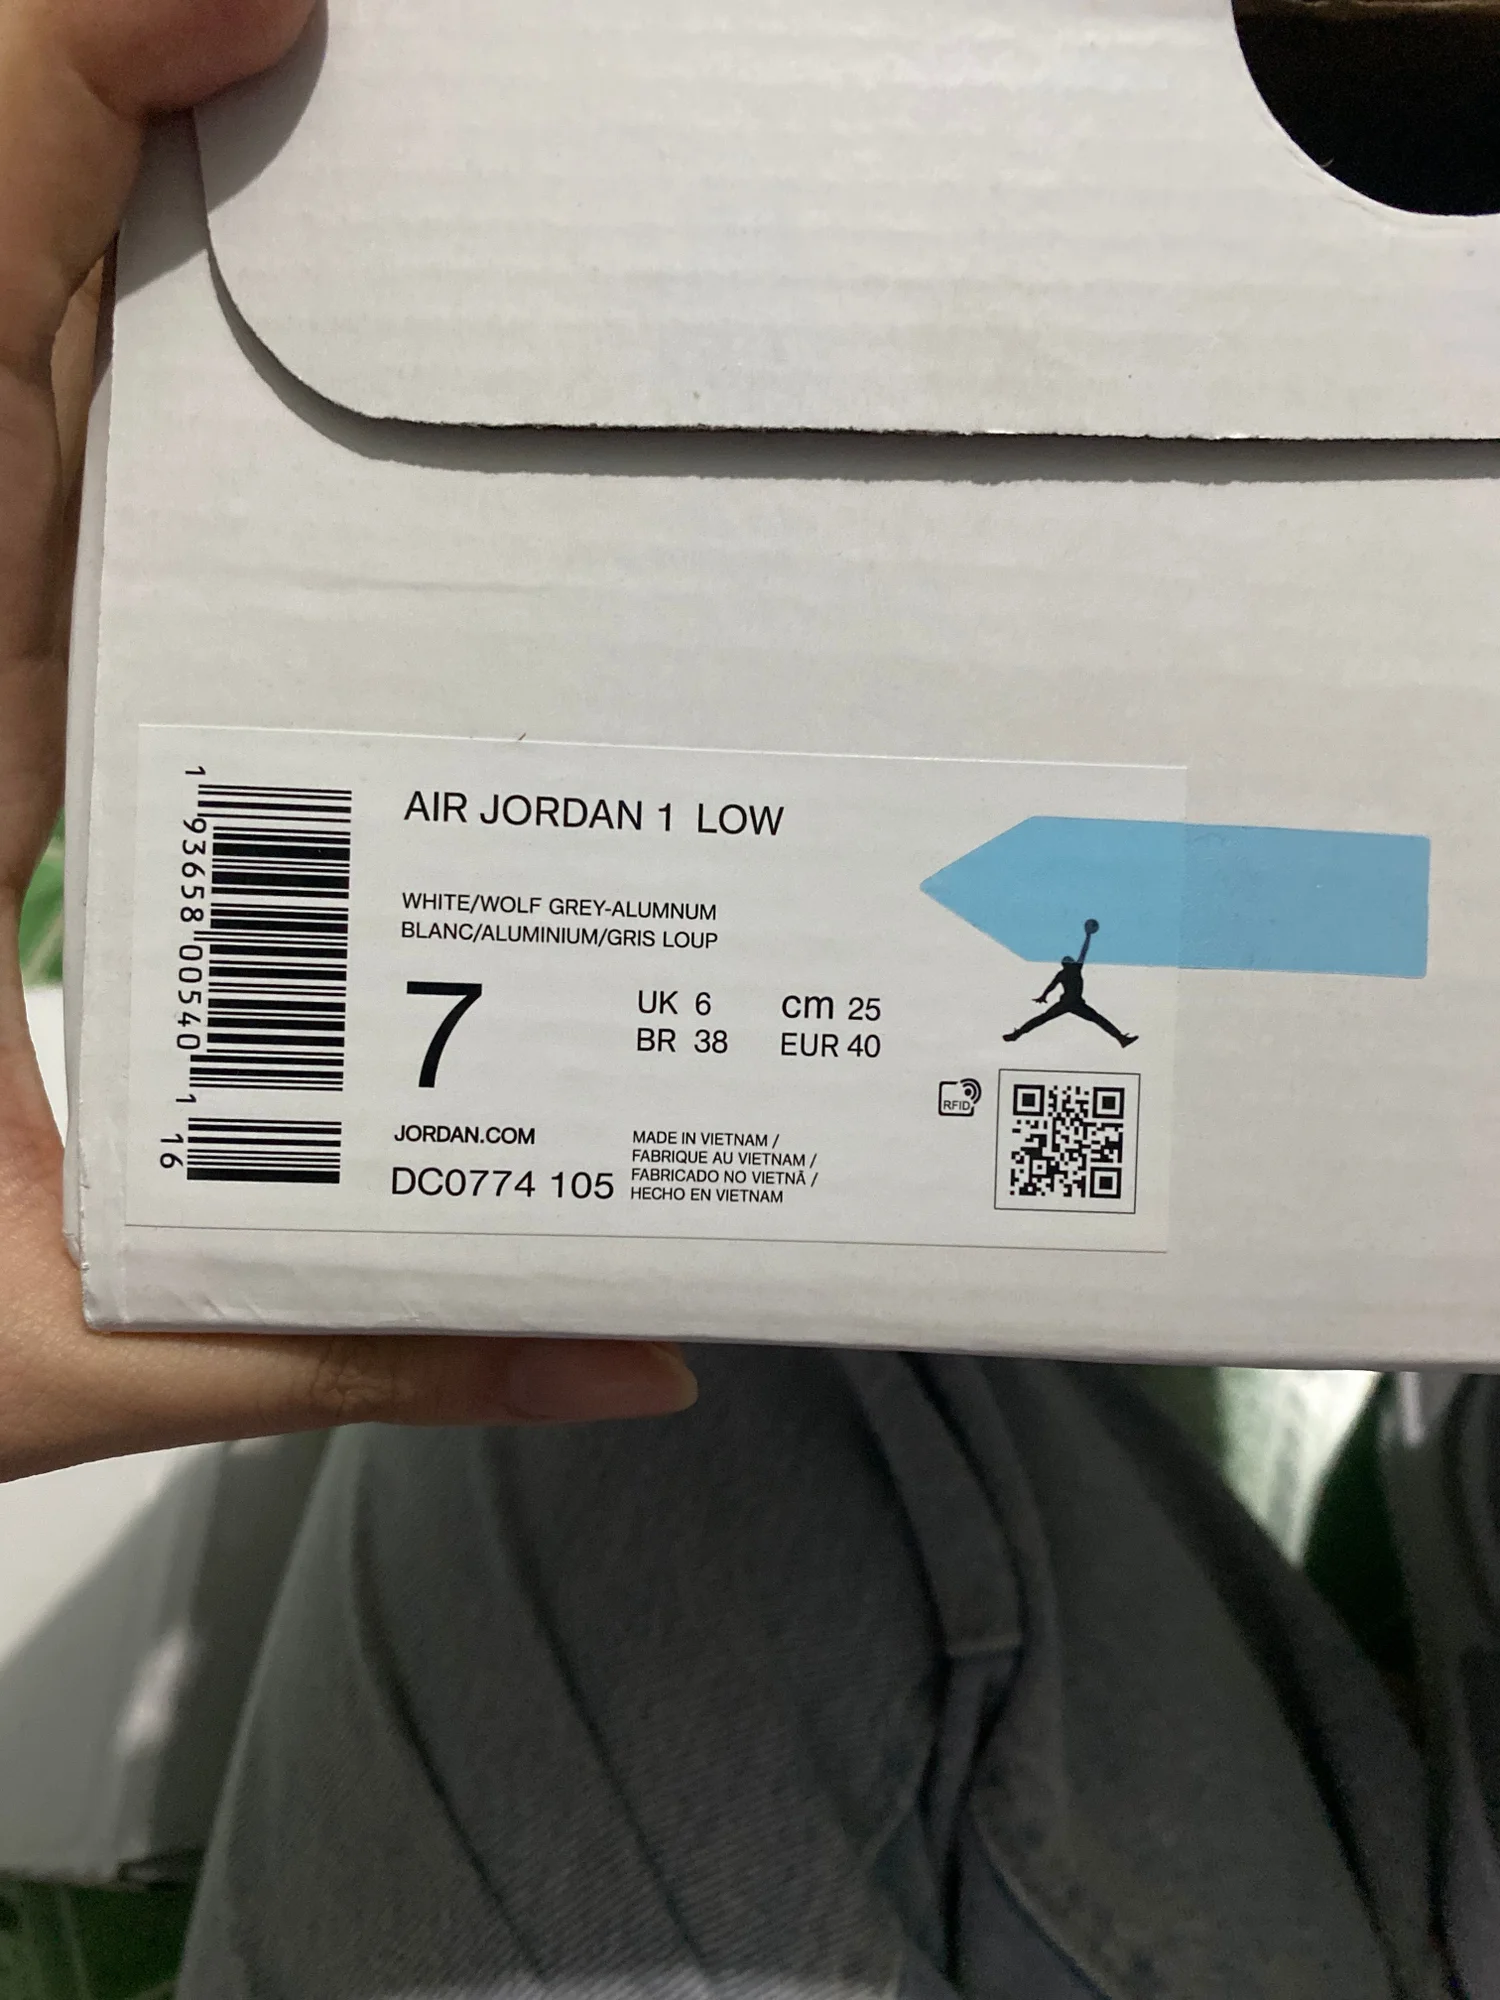 1 93658 00540 1 16
AIR JORDAN 1 LOW
WHITE/WOLF GREY-ALUMNUM
BLANC/ALUMINIUM/GRIS LOUP
7
UK 6 cm 25
BR 38 EUR 40
RFID
JORDAN.COM
DC0774 105
MADE IN VIETNAM /
FABRIQUE AU VIETNAM /
FABRICADO NO VIETNÃ /
HECHO EN VIETNAM